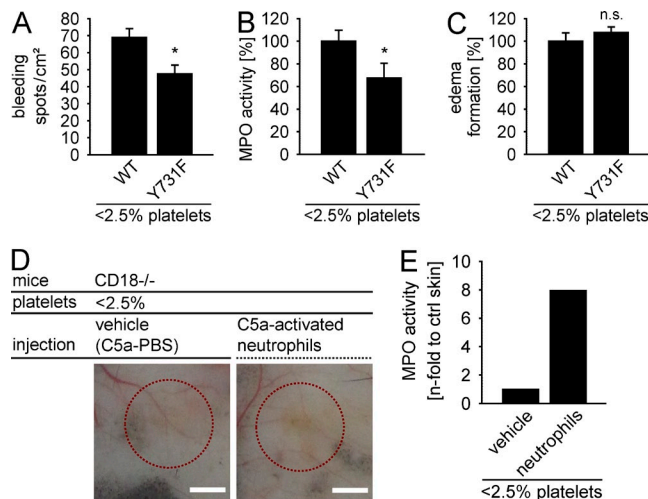 A
bleeding
spots/cm²
80
70
60
50
40
30
20
10
0
*
WT
Y731F
<2.5% platelets
B
MPO activity [%]
120
100
80
60
40
20
0
*
WT
Y731F
<2.5% platelets
C
edema
formation [%]
120
100
80
60
40
20
0
n.s.
WT
Y731F
<2.5% platelets
D
mice CD18-/-
platelets <2.5%
injection vehicle (C5a-PBS) C5a-activated neutrophils
E
MPO activity
[n-fold to ctrl skin]
10
8
6
4
2
0
vehicle
neutrophils
<2.5% platelets